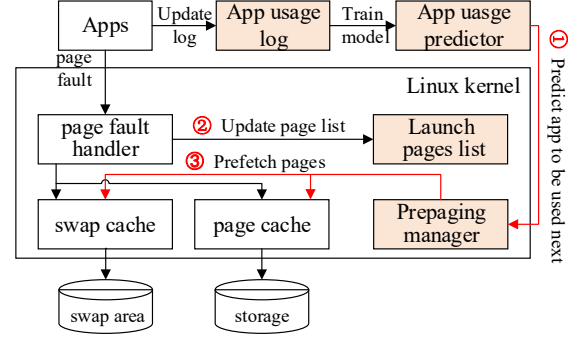 Apps
Update
log
App usage
log
Train
model
App uasge
predictor
① Predict app to be used next
page
fault
Linux kernel
page fault
handler
② Update page list
Launch
pages list
③ Prefetch pages
swap cache
page cache
Prepaging
manager
swap area
storage